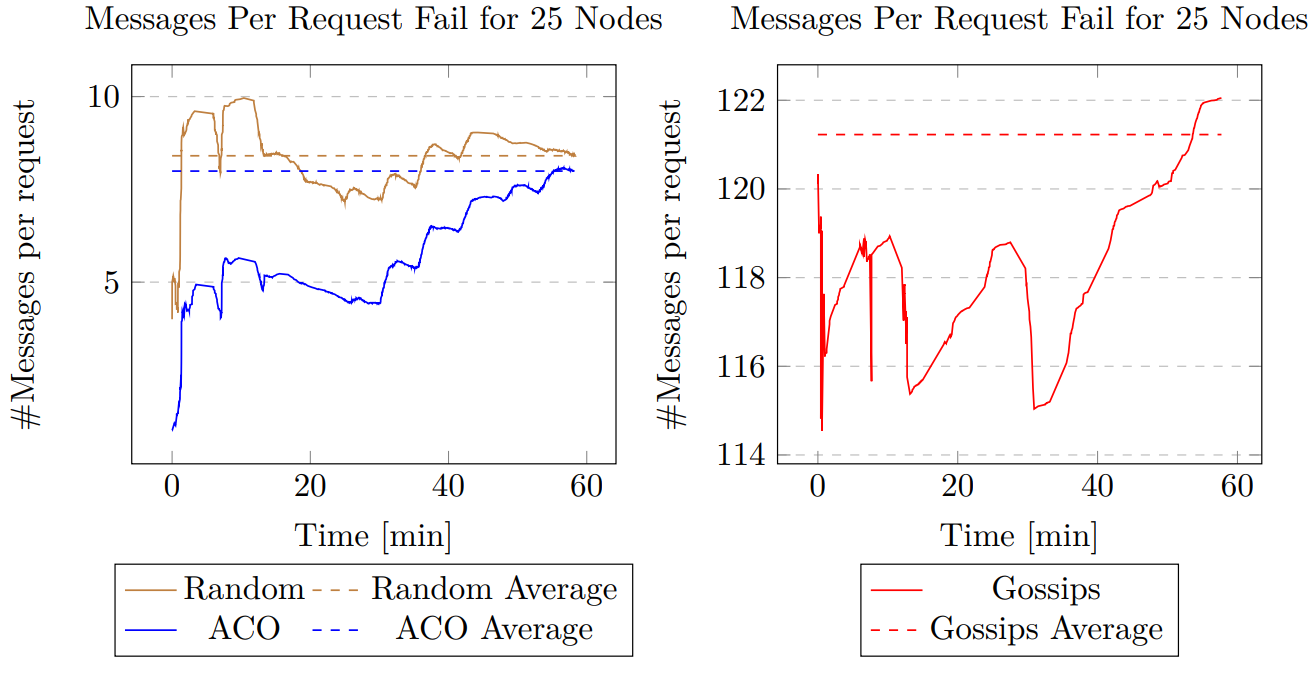 Messages Per Request Fail for 25 Nodes
#Messages per request
10
5
0 20 40 60
Time [min]
Random Random Average
ACO ACO Average
Messages Per Request Fail for 25 Nodes
#Messages per request
122
120
118
116
114
0 20 40 60
Time [min]
Gossips
Gossips Average